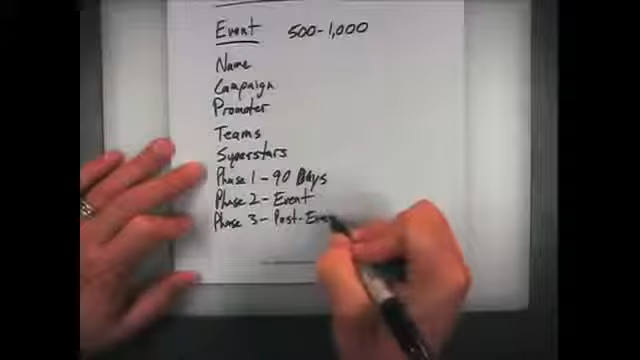 Event 500-1,000
Name
Campaign
Promoter
Teams
Superstars
Phase 1 - 90 Days
Phase 2 - Event
Phase 3 - Post-Eve